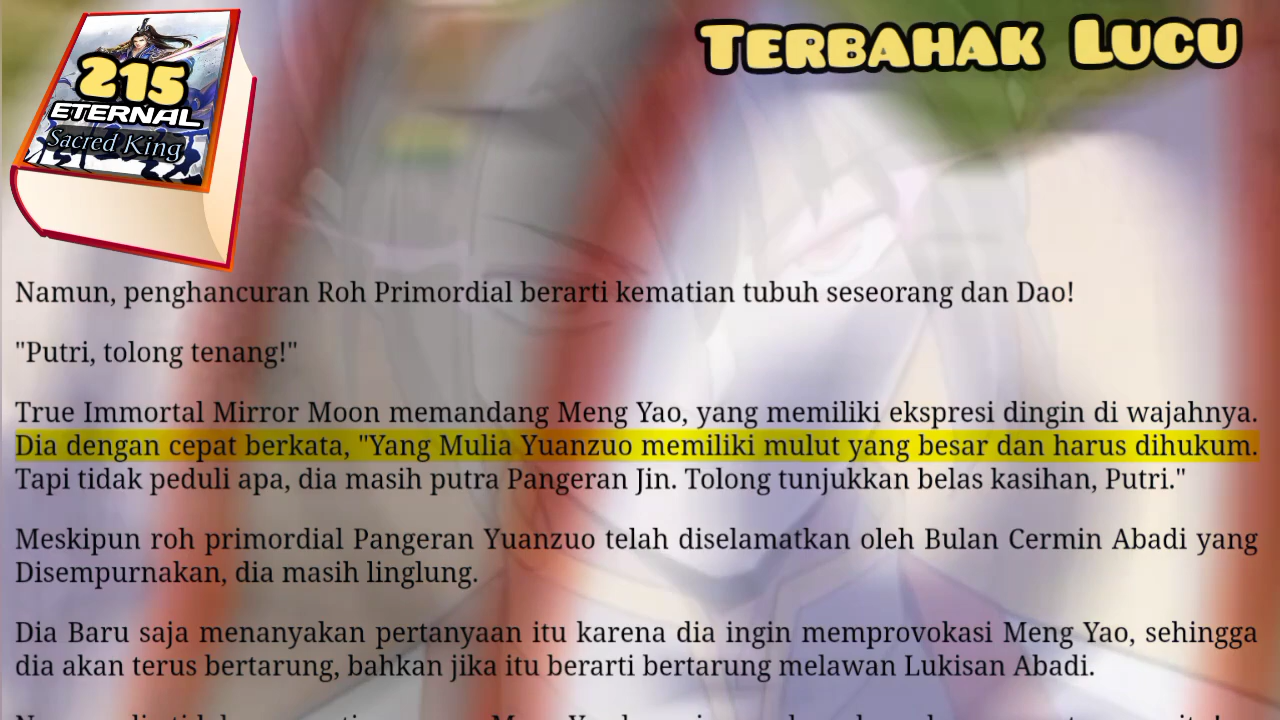 215
ETERNAL
Sacred King
TERBAHAK LUCU
Namun, penghancuran Roh Primordial berarti kematian tubuh seseorang dan Dao!
"Putri, tolong tenang!"
True Immortal Mirror Moon memandang Meng Yao, yang memiliki ekspresi dingin di wajahnya.
Dia dengan cepat berkata, "Yang Mulia Yuanzuo memiliki mulut yang besar dan harus dihukum.
Tapi tidak peduli apa, dia masih putra Pangeran Jin. Tolong tunjukkan belas kasihan, Putri."
Meskipun roh primordial Pangeran Yuanzuo telah diselamatkan oleh Bulan Cermin Abadi yang
Disempurnakan, dia masih linglung.
Dia Baru saja menanyakan pertanyaan itu karena dia ingin memprovokasi Meng Yao, sehingga
dia akan terus bertarung, bahkan jika itu berarti bertarung melawan Lukisan Abadi.